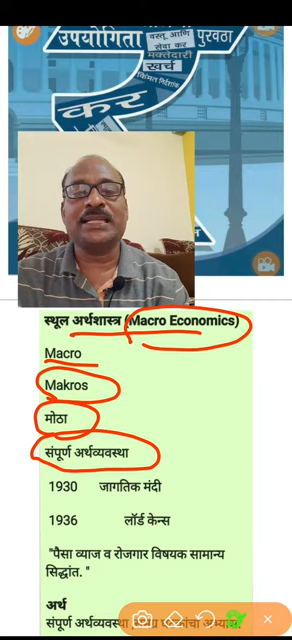 उपयोगिता
वस्तू आणि
सेवा कर
पुरवठा
मक्तेदारी
खर्च
किंमत निर्देशांक
कर
स्थूल अर्थशास्त्र (Macro Economics)
Macro
Makros
मोठा
संपूर्ण अर्थव्यवस्था
1930 जागतिक मंदी
1936 लॉर्ड केन्स
"पैसा व्याज व रोजगार विषयक सामान्य
सिद्धांत. "
अर्थ
संपूर्ण अर्थव्यवस्था